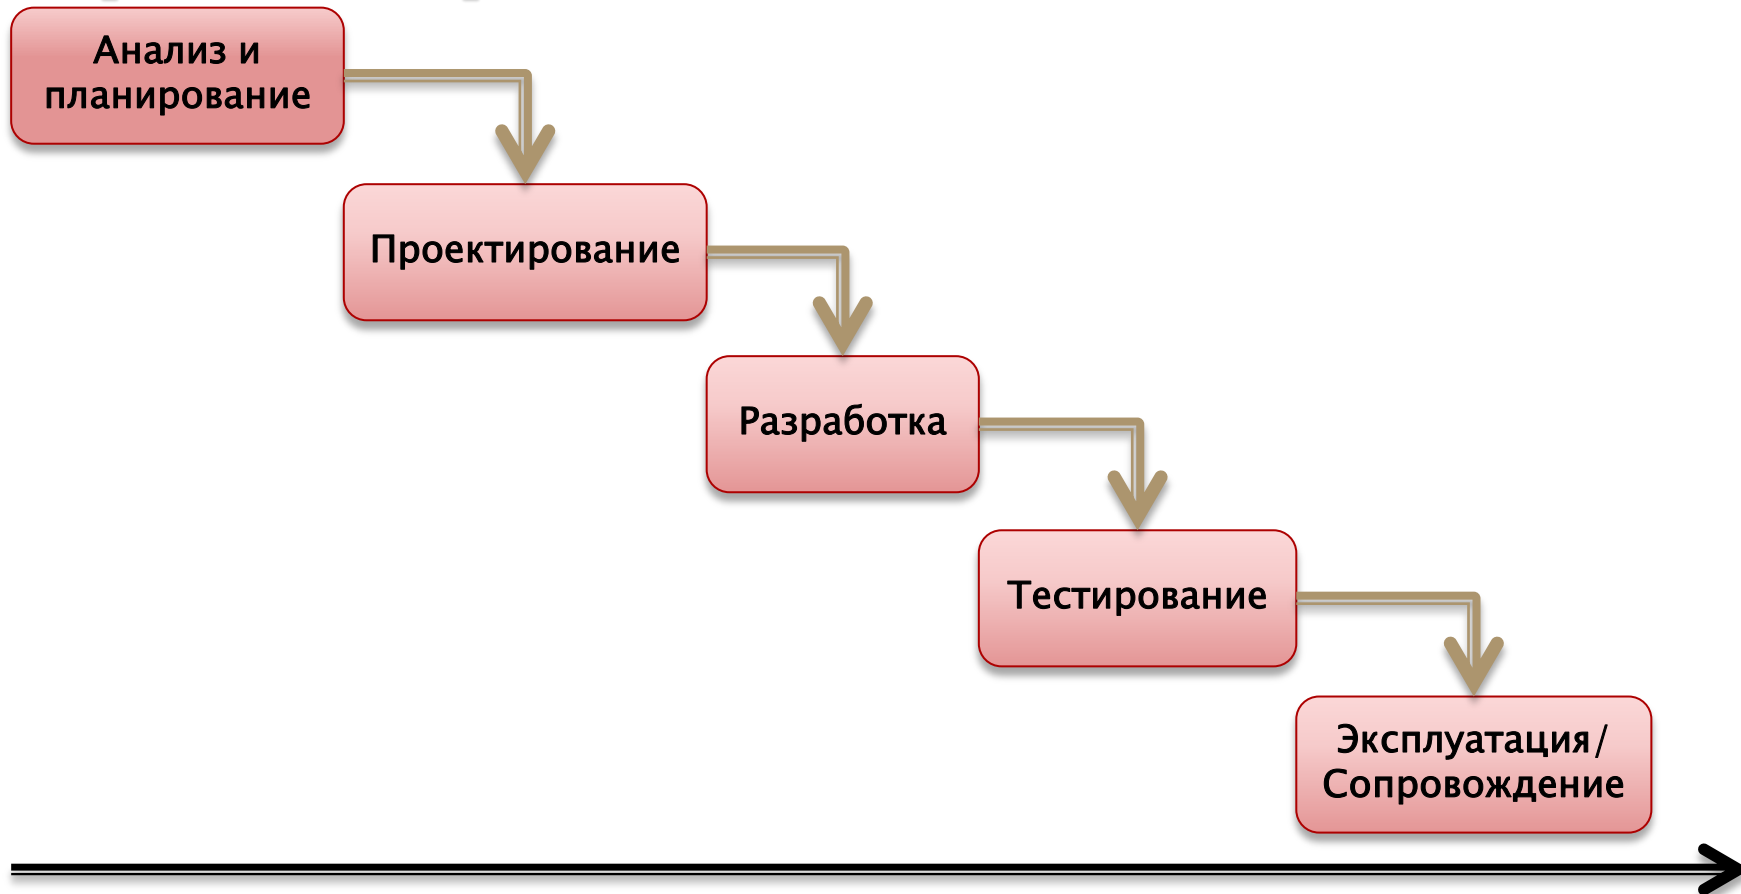 Анализ и
планирование
Проектирование
Разработка
Тестирование
Эксплуатация/
Сопровождение